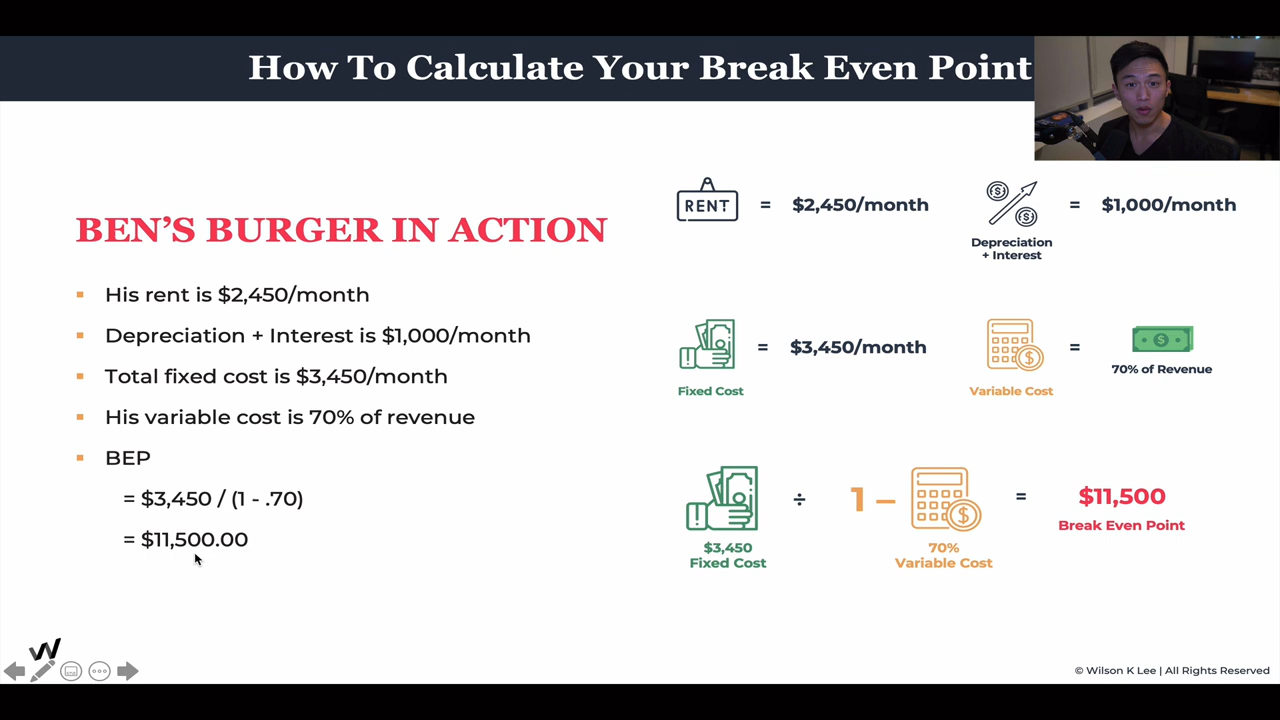 How To Calculate Your Break Even Point
BEN'S BURGER IN ACTION
▪ His rent is $2,450/month
▪ Depreciation + Interest is $1,000/month
▪ Total fixed cost is $3,450/month
▪ His variable cost is 70% of revenue
▪ BEP
= $3,450 / (1 - .70)
= $11,500.00
RENT = $2,450/month
= $1,000/month
Depreciation
+ Interest
= $3,450/month
Fixed Cost
=
70% of Revenue
Variable Cost
÷ 1 – = $11,500
Break Even Point
$3,450
Fixed Cost
70%
Variable Cost
W
© Wilson K Lee | All Rights Reserved